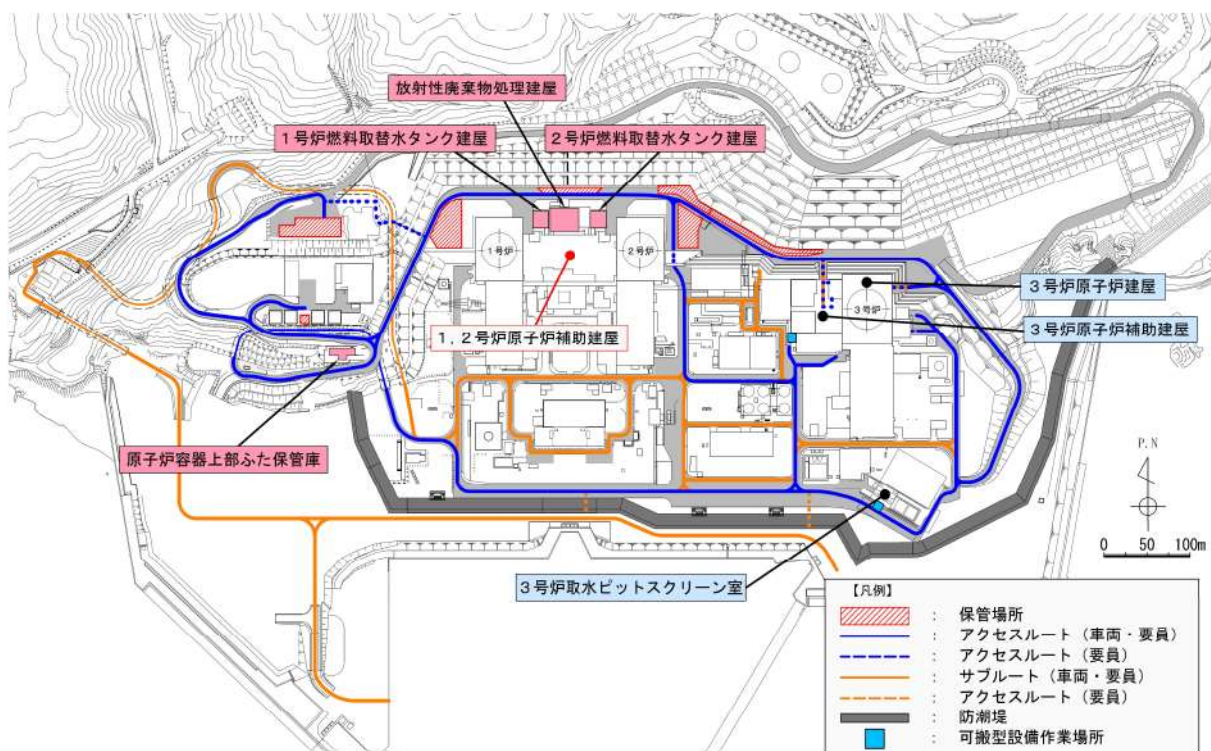 放射性廃棄物処理建屋
1号炉燃料取替水タンク建屋
2号炉燃料取替水タンク建屋
1号炉
2号炉
3号炉
3号炉原子炉建屋
3号炉原子炉補助建屋
1,2号炉原子炉補助建屋
原子炉容器上部ふた保管庫
3号炉取水ピットスクリーン室
P.N
0 50 100m
【凡例】
: 保管場所
: アクセスルート(車両・要員)
: アクセスルート(要員)
: サブルート(車両・要員)
: アクセスルート(要員)
: 防潮堤
: 可搬型設備作業場所